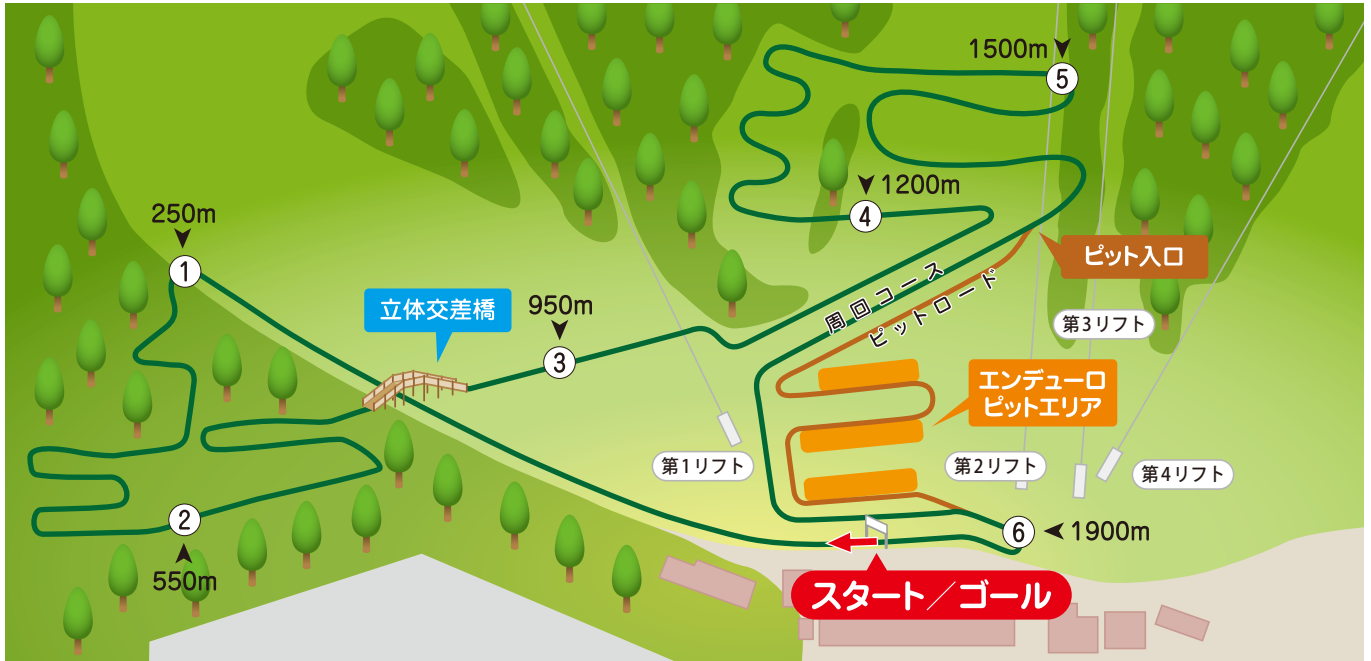 1500m
5
1200m
4
250m
1
ピット入口
周回コース
ピットロード
立体交差橋
950m
3
第3リフト
エンデューロ
ピットエリア
第1リフト
第2リフト
第4リフト
2
550m
6
1900m
スタート／ゴール